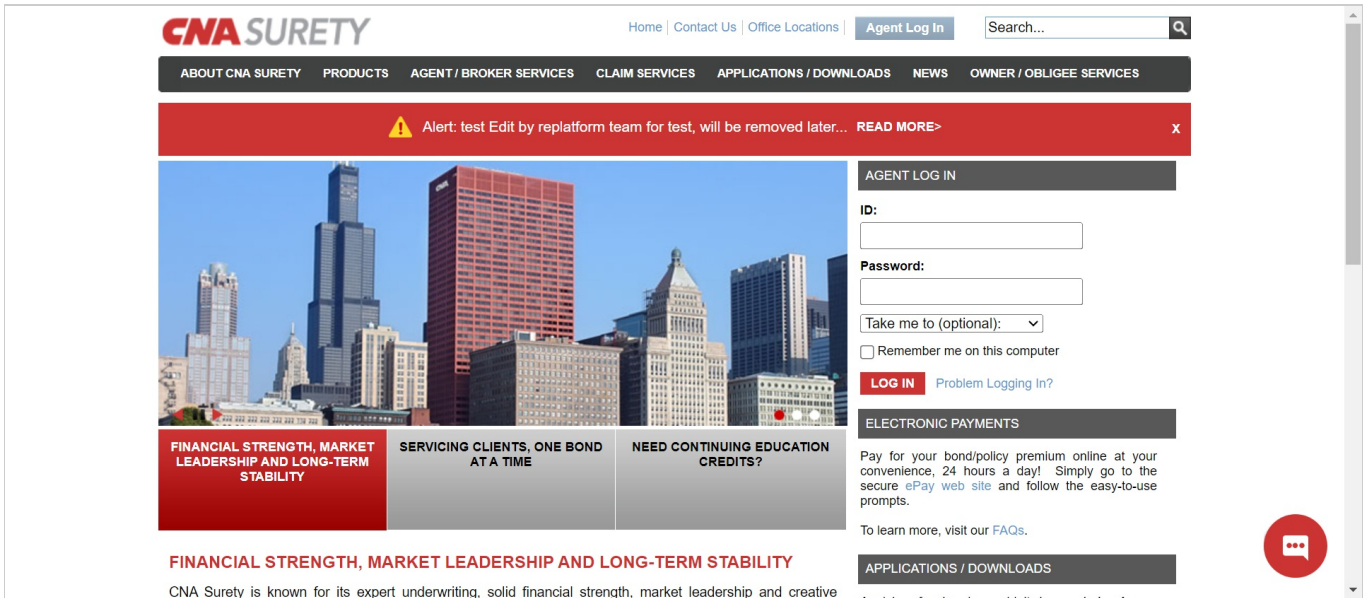 CNA SURETY
Home Contact Us Office Locations Agent Log In Search...
ABOUT CNA SURETY PRODUCTS AGENT / BROKER SERVICES CLAIM SERVICES APPLICATIONS / DOWNLOADS NEWS OWNER / OBLIGEE SERVICES
Alert: test Edit by replatform team for test, will be removed later... READ MORE> X
CNA
AGENT LOG IN
ID:
Password:
Take me to (optional):
Remember me on this computer
LOG IN Problem Logging In?
FINANCIAL STRENGTH, MARKET
LEADERSHIP AND LONG-TERM
STABILITY
SERVICING CLIENTS, ONE BOND
AT A TIME
NEED CONTINUING EDUCATION
CREDITS?
ELECTRONIC PAYMENTS
Pay for your bond/policy premium online at your
convenience, 24 hours a day! Simply go to the
secure ePay web site and follow the easy-to-use
prompts.
To learn more, visit our FAQs.
FINANCIAL STRENGTH, MARKET LEADERSHIP AND LONG-TERM STABILITY
CNA Surety is known for its expert underwriting, solid financial strength, market leadership and creative
APPLICATIONS / DOWNLOADS